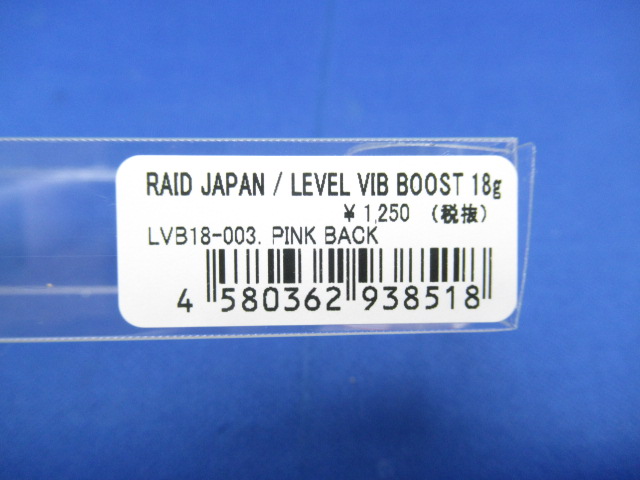 RAID JAPAN / LEVEL VIB BOOST 18g
¥1,250 (税抜)
LVB18-003. PINK BACK
4 580362 938518